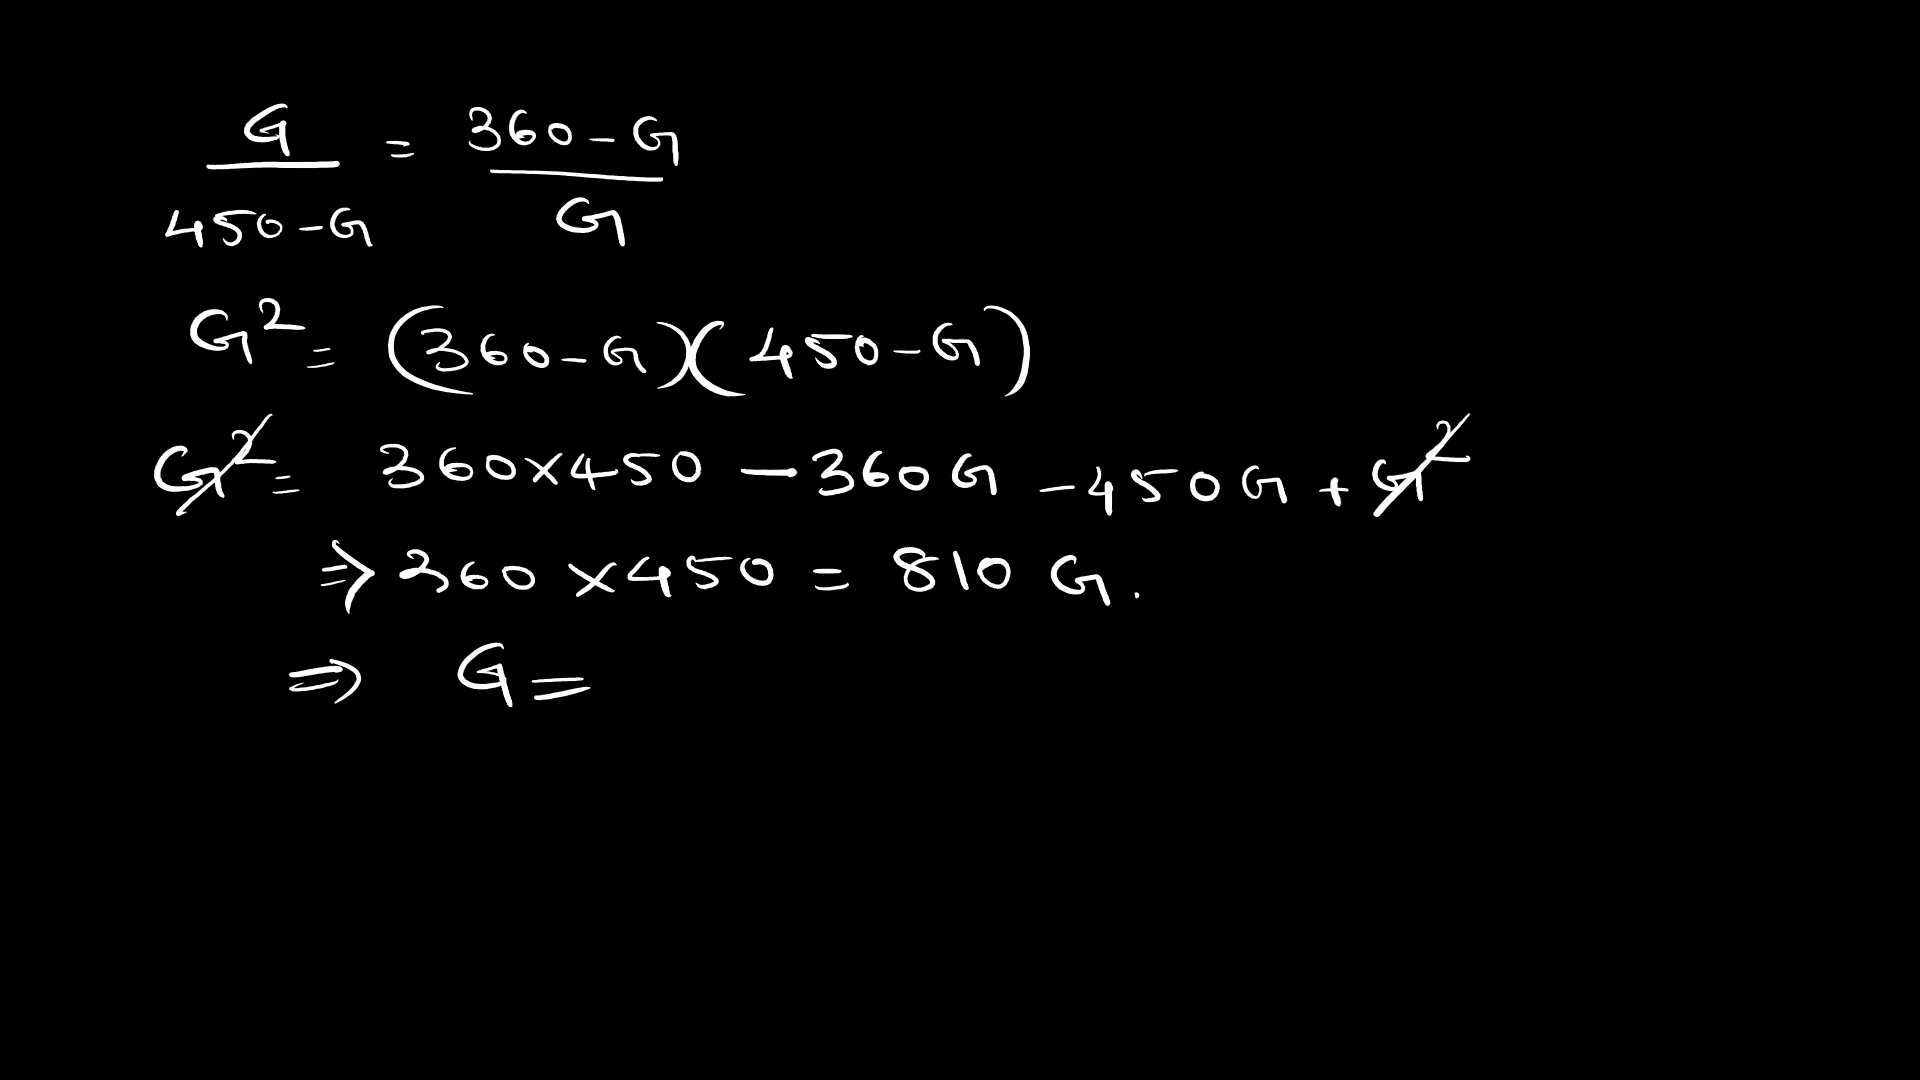 G/(450-G) = (360-G)/G
G² = (360-G)(450-G)
G² = 360×450 - 360G - 450G + G²
⇒ 360 × 450 = 810 G.
⇒ G =